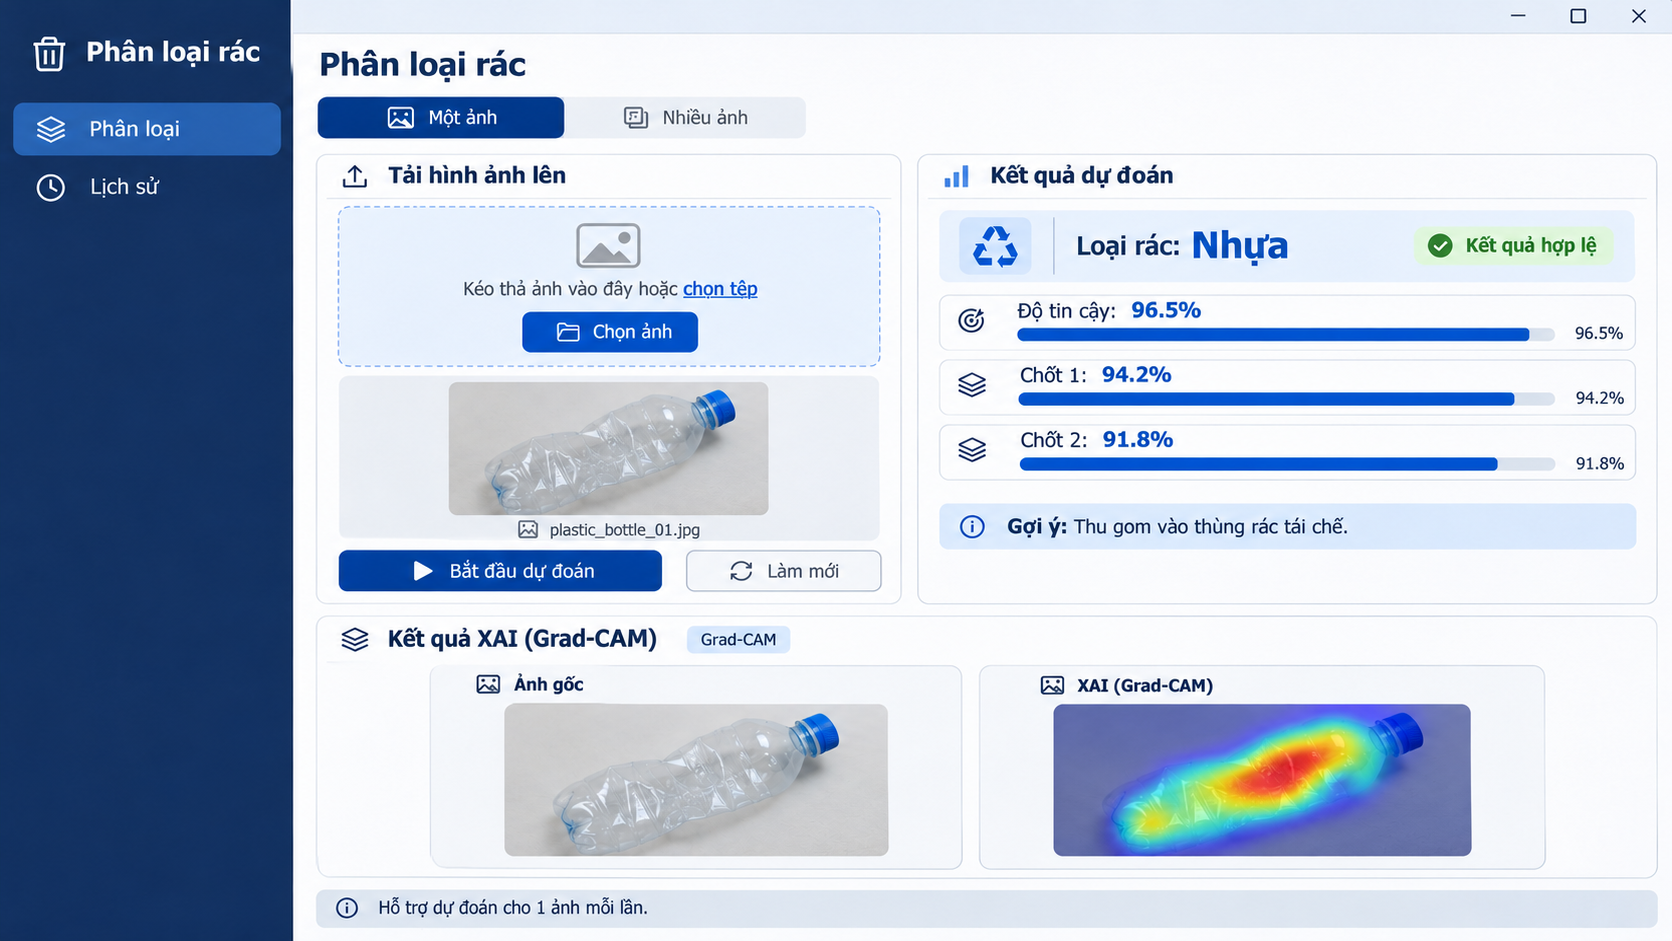 Phân loại rác
Phân loại
Lịch sử
Phân loại rác
Một ảnh
Nhiều ảnh
Tải hình ảnh lên
Kéo thả ảnh vào đây hoặc chọn tệp
Chọn ảnh
plastic_bottle_01.jpg
Bắt đầu dự đoán
Làm mới
Kết quả dự đoán
Loại rác: Nhựa
Kết quả hợp lệ
Độ tin cậy: 96.5%
96.5%
Chốt 1: 94.2%
94.2%
Chốt 2: 91.8%
91.8%
Gợi ý: Thu gom vào thùng rác tái chế.
Kết quả XAI (Grad-CAM)
Grad-CAM
Ảnh gốc
XAI (Grad-CAM)
Hỗ trợ dự đoán cho 1 ảnh mỗi lần.